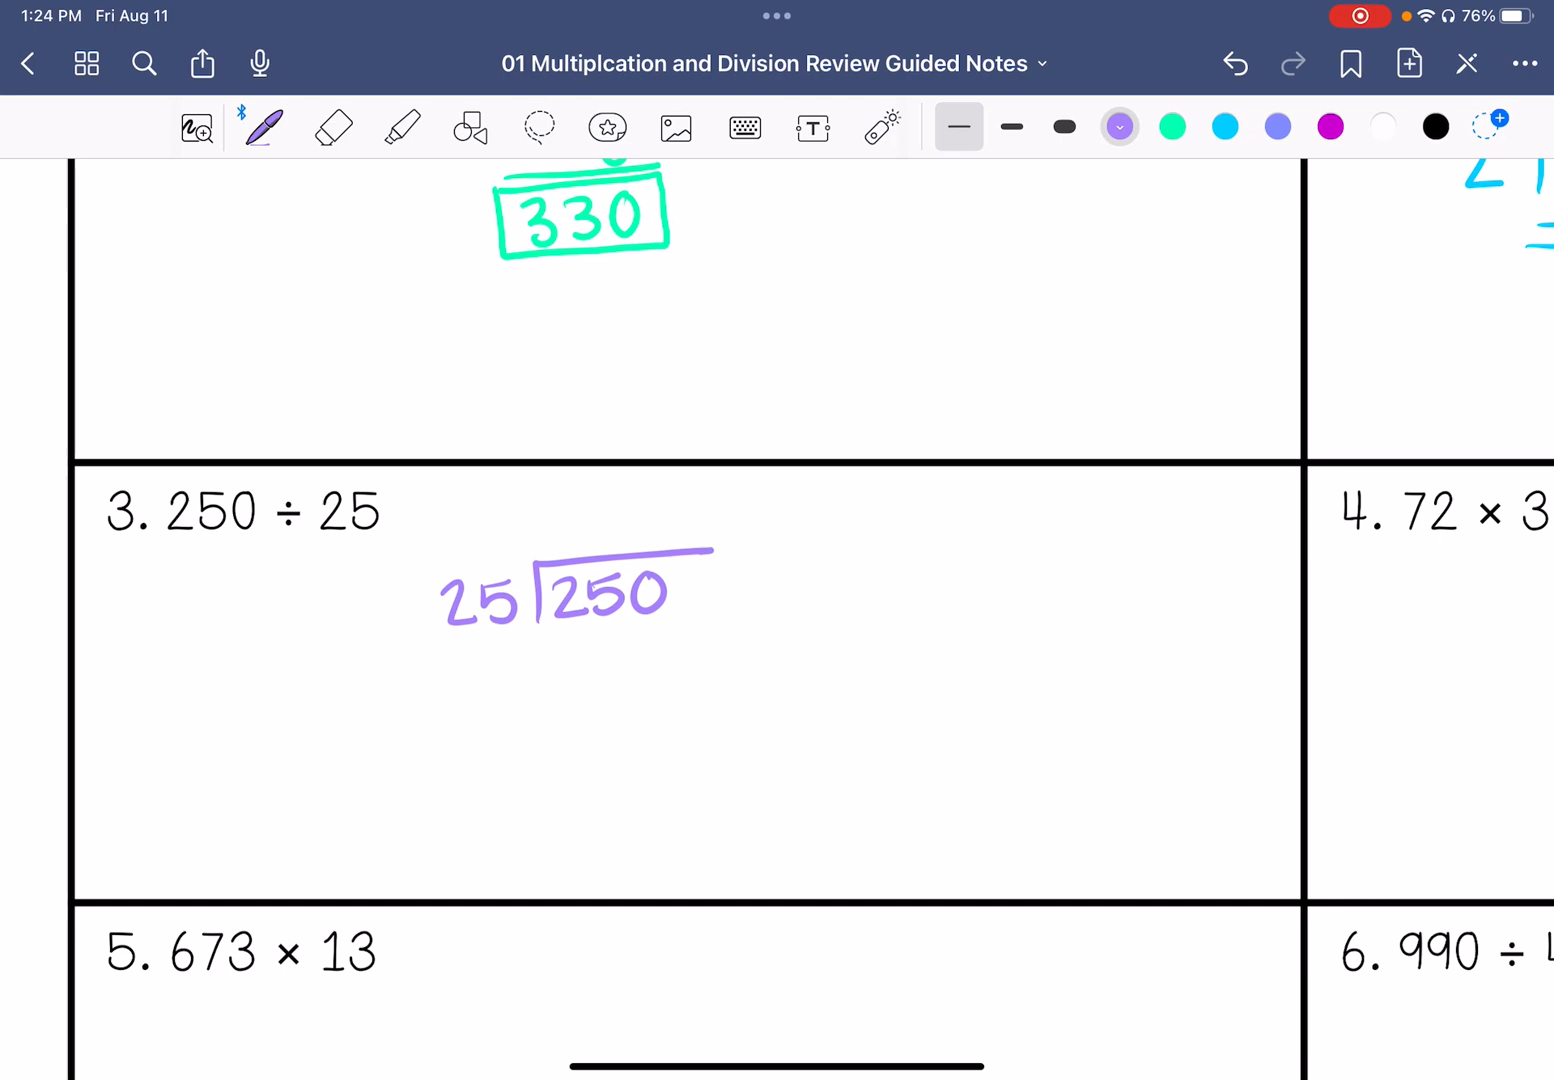 1:24 PM Fri Aug 11
76%
01 Multiplcation and Division Review Guided Notes
T
330
3. 250 ÷ 25
25 250
4. 72 × 3
5. 673 × 13
6. 990 ÷